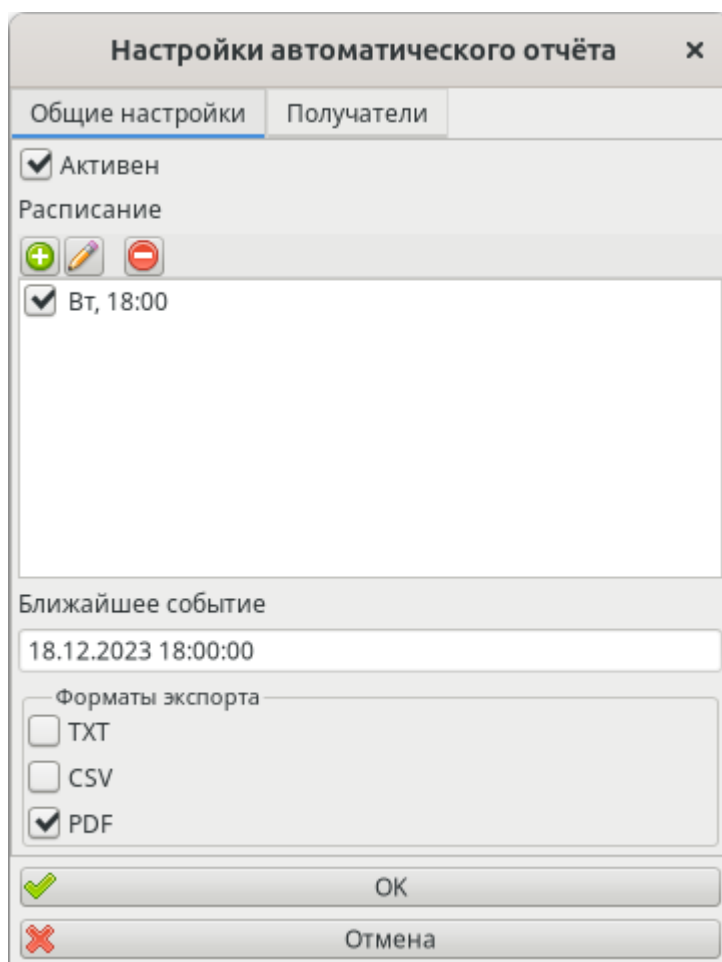 Настройки автоматического отчёта
Общие настройки Получатели
Активен
Расписание
Вт, 18:00
Ближайшее событие
18.12.2023 18:00:00
Форматы экспорта
TXT
CSV
PDF
OK
Отмена